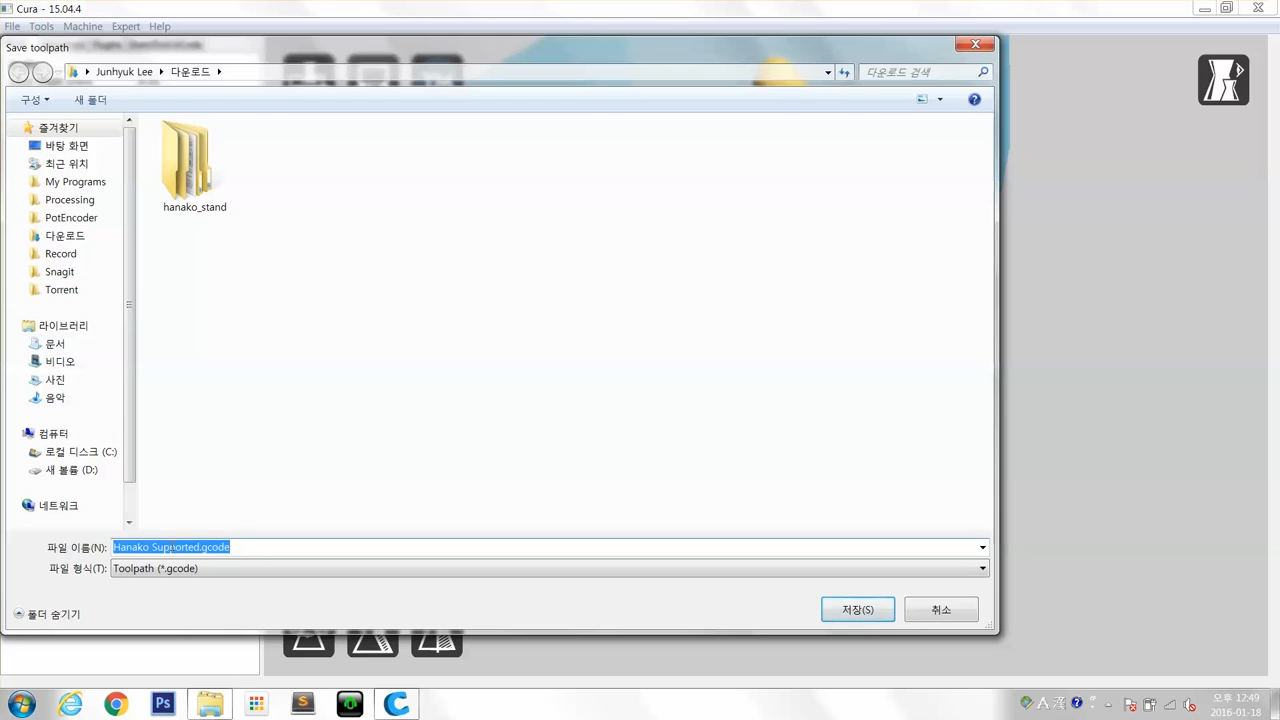 Cura - 15.04.4
File Tools Machine Expert Help
Save toolpath
Junhyuk Lee 다운로드
다운로드 검색
구성 새 폴더
즐겨찾기
바탕 화면
최근 위치
My Programs
Processing
PotEncoder
다운로드
Record
Snagit
Torrent
라이브러리
문서
비디오
사진
음악
컴퓨터
로컬 디스크 (C:)
새 볼륨 (D:)
네트워크
hanako_stand
파일 이름(N): Hanako Supported.gcode
파일 형식(T): Toolpath (*.gcode)
폴더 숨기기
저장(S) 취소
Ps
S
A 漢
오후 12:49
2016-01-18